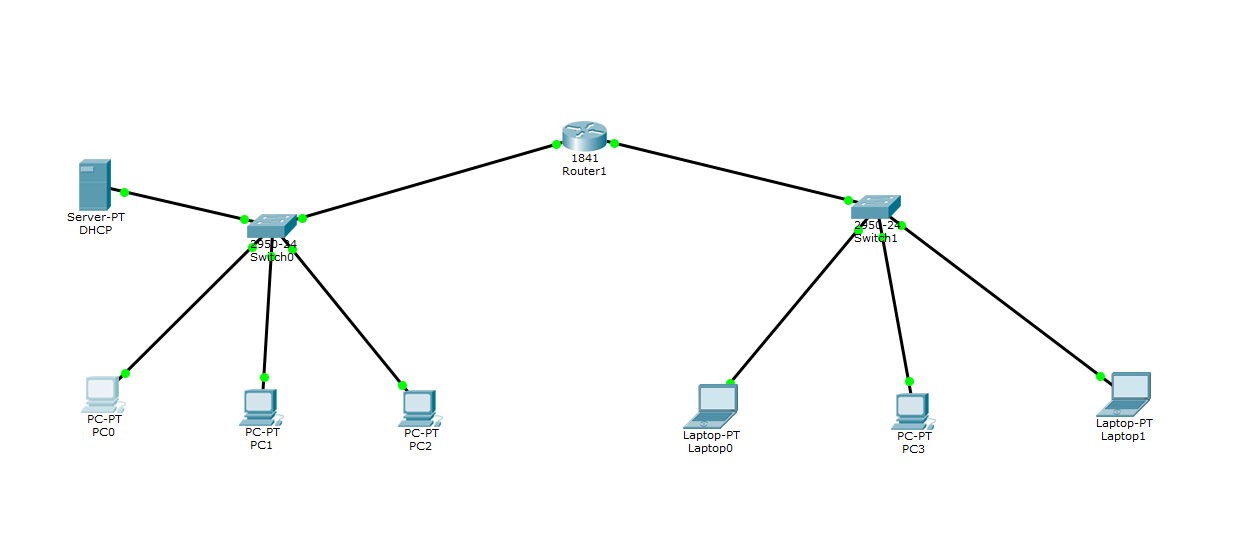 1841
Router1
Server-PT
DHCP
2950-24
Switch0
2950-24
Switch1
PC-PT
PC0
PC-PT
PC1
PC-PT
PC2
Laptop-PT
Laptop0
PC-PT
PC3
Laptop-PT
Laptop1